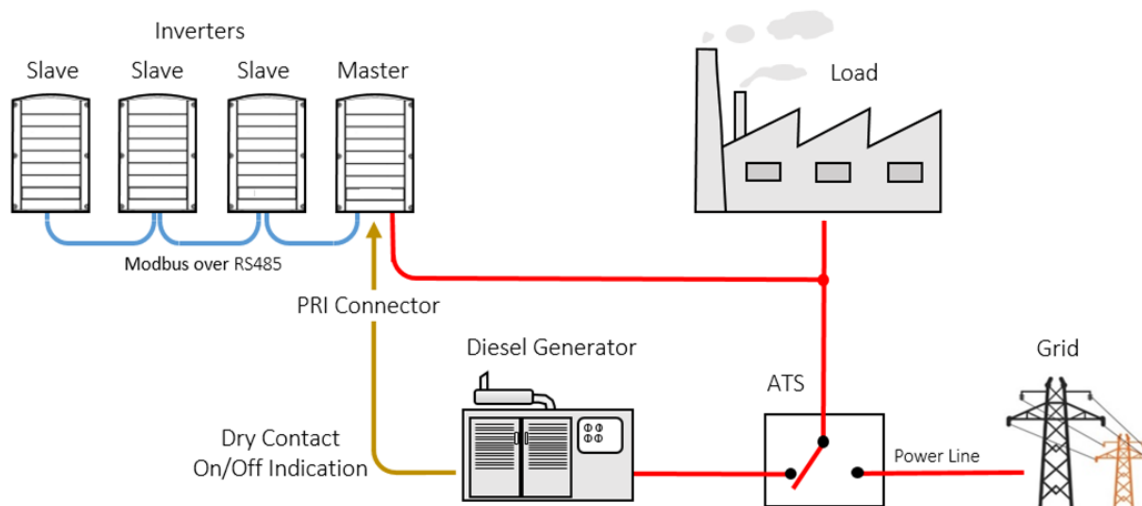 Inverters
Slave
Slave
Slave
Master
Load
Modbus over RS485
PRI Connector
Diesel Generator
ATS
Grid
Dry Contact
On/Off Indication
Power Line